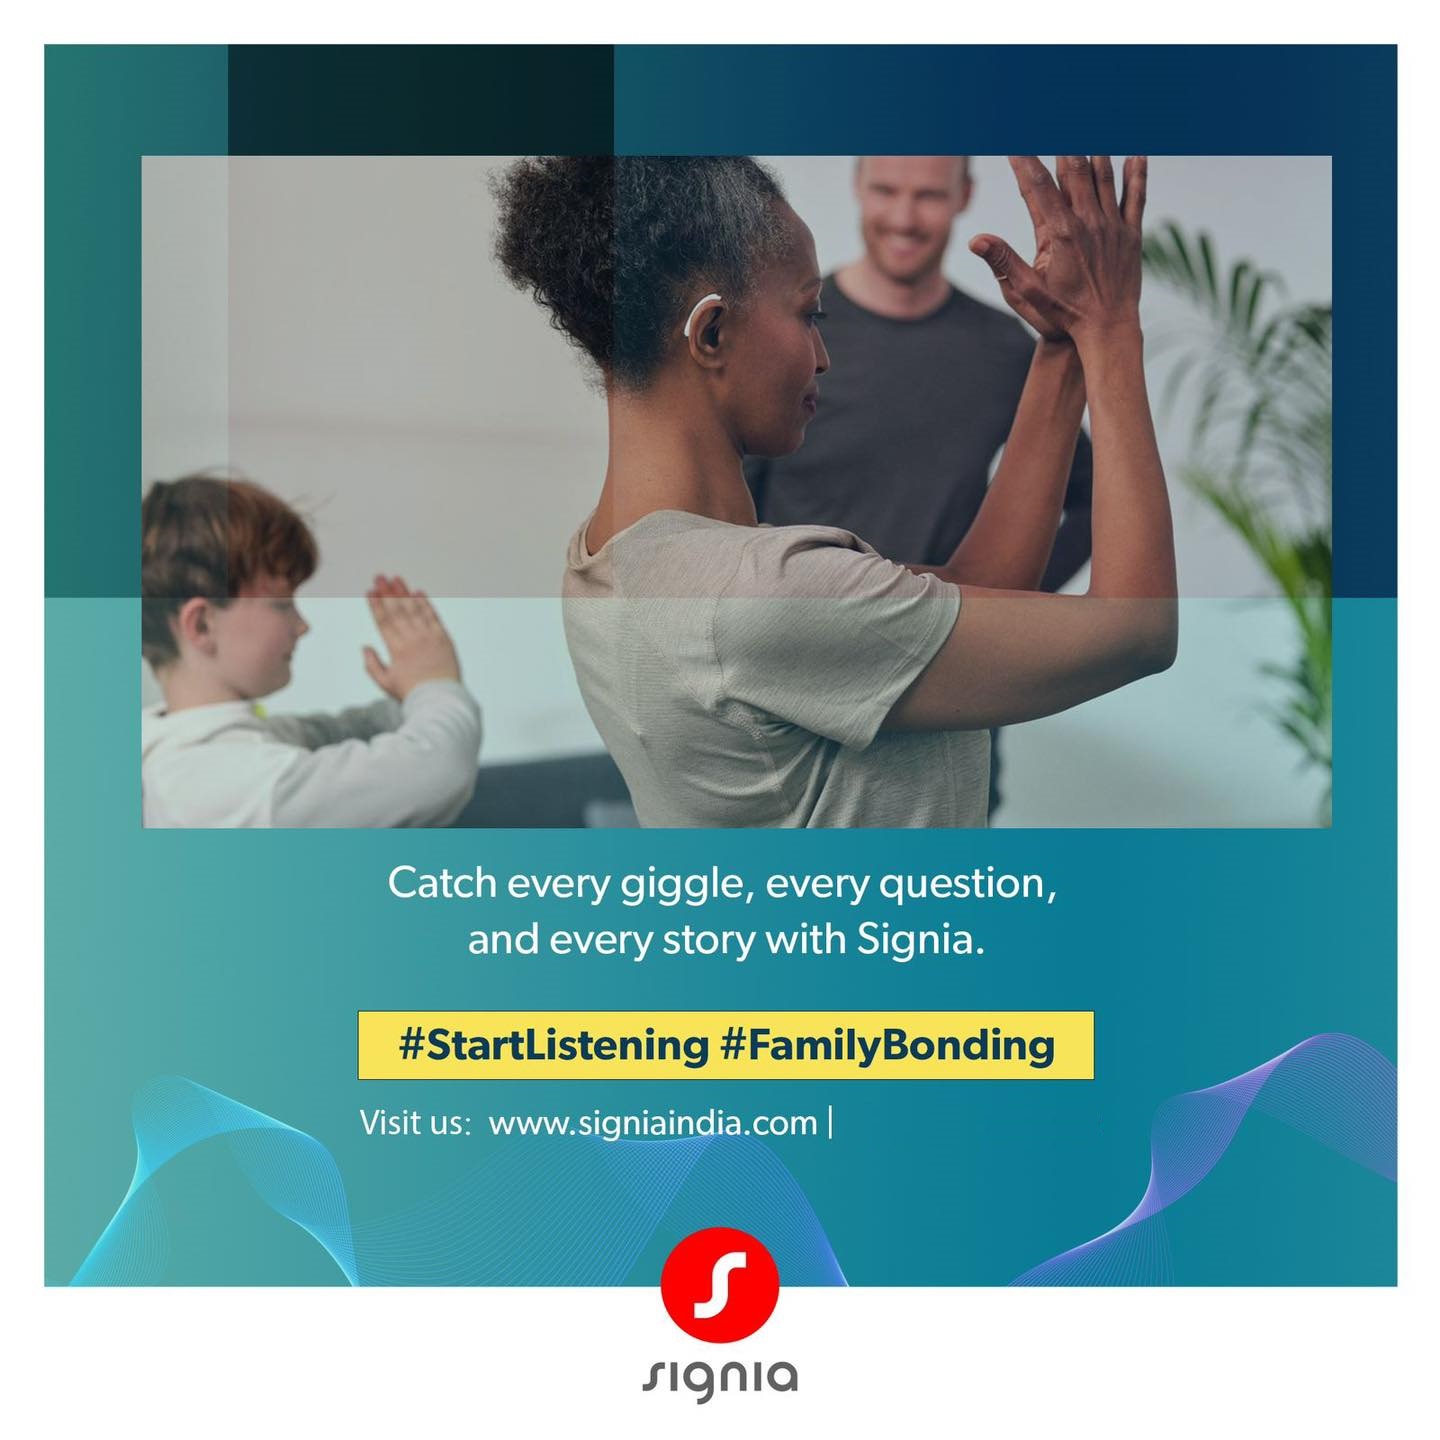 Catch every giggle, every question,
and every story with Signia.
#StartListening #FamilyBonding
Visit us: www.signiaindia.com |
signia